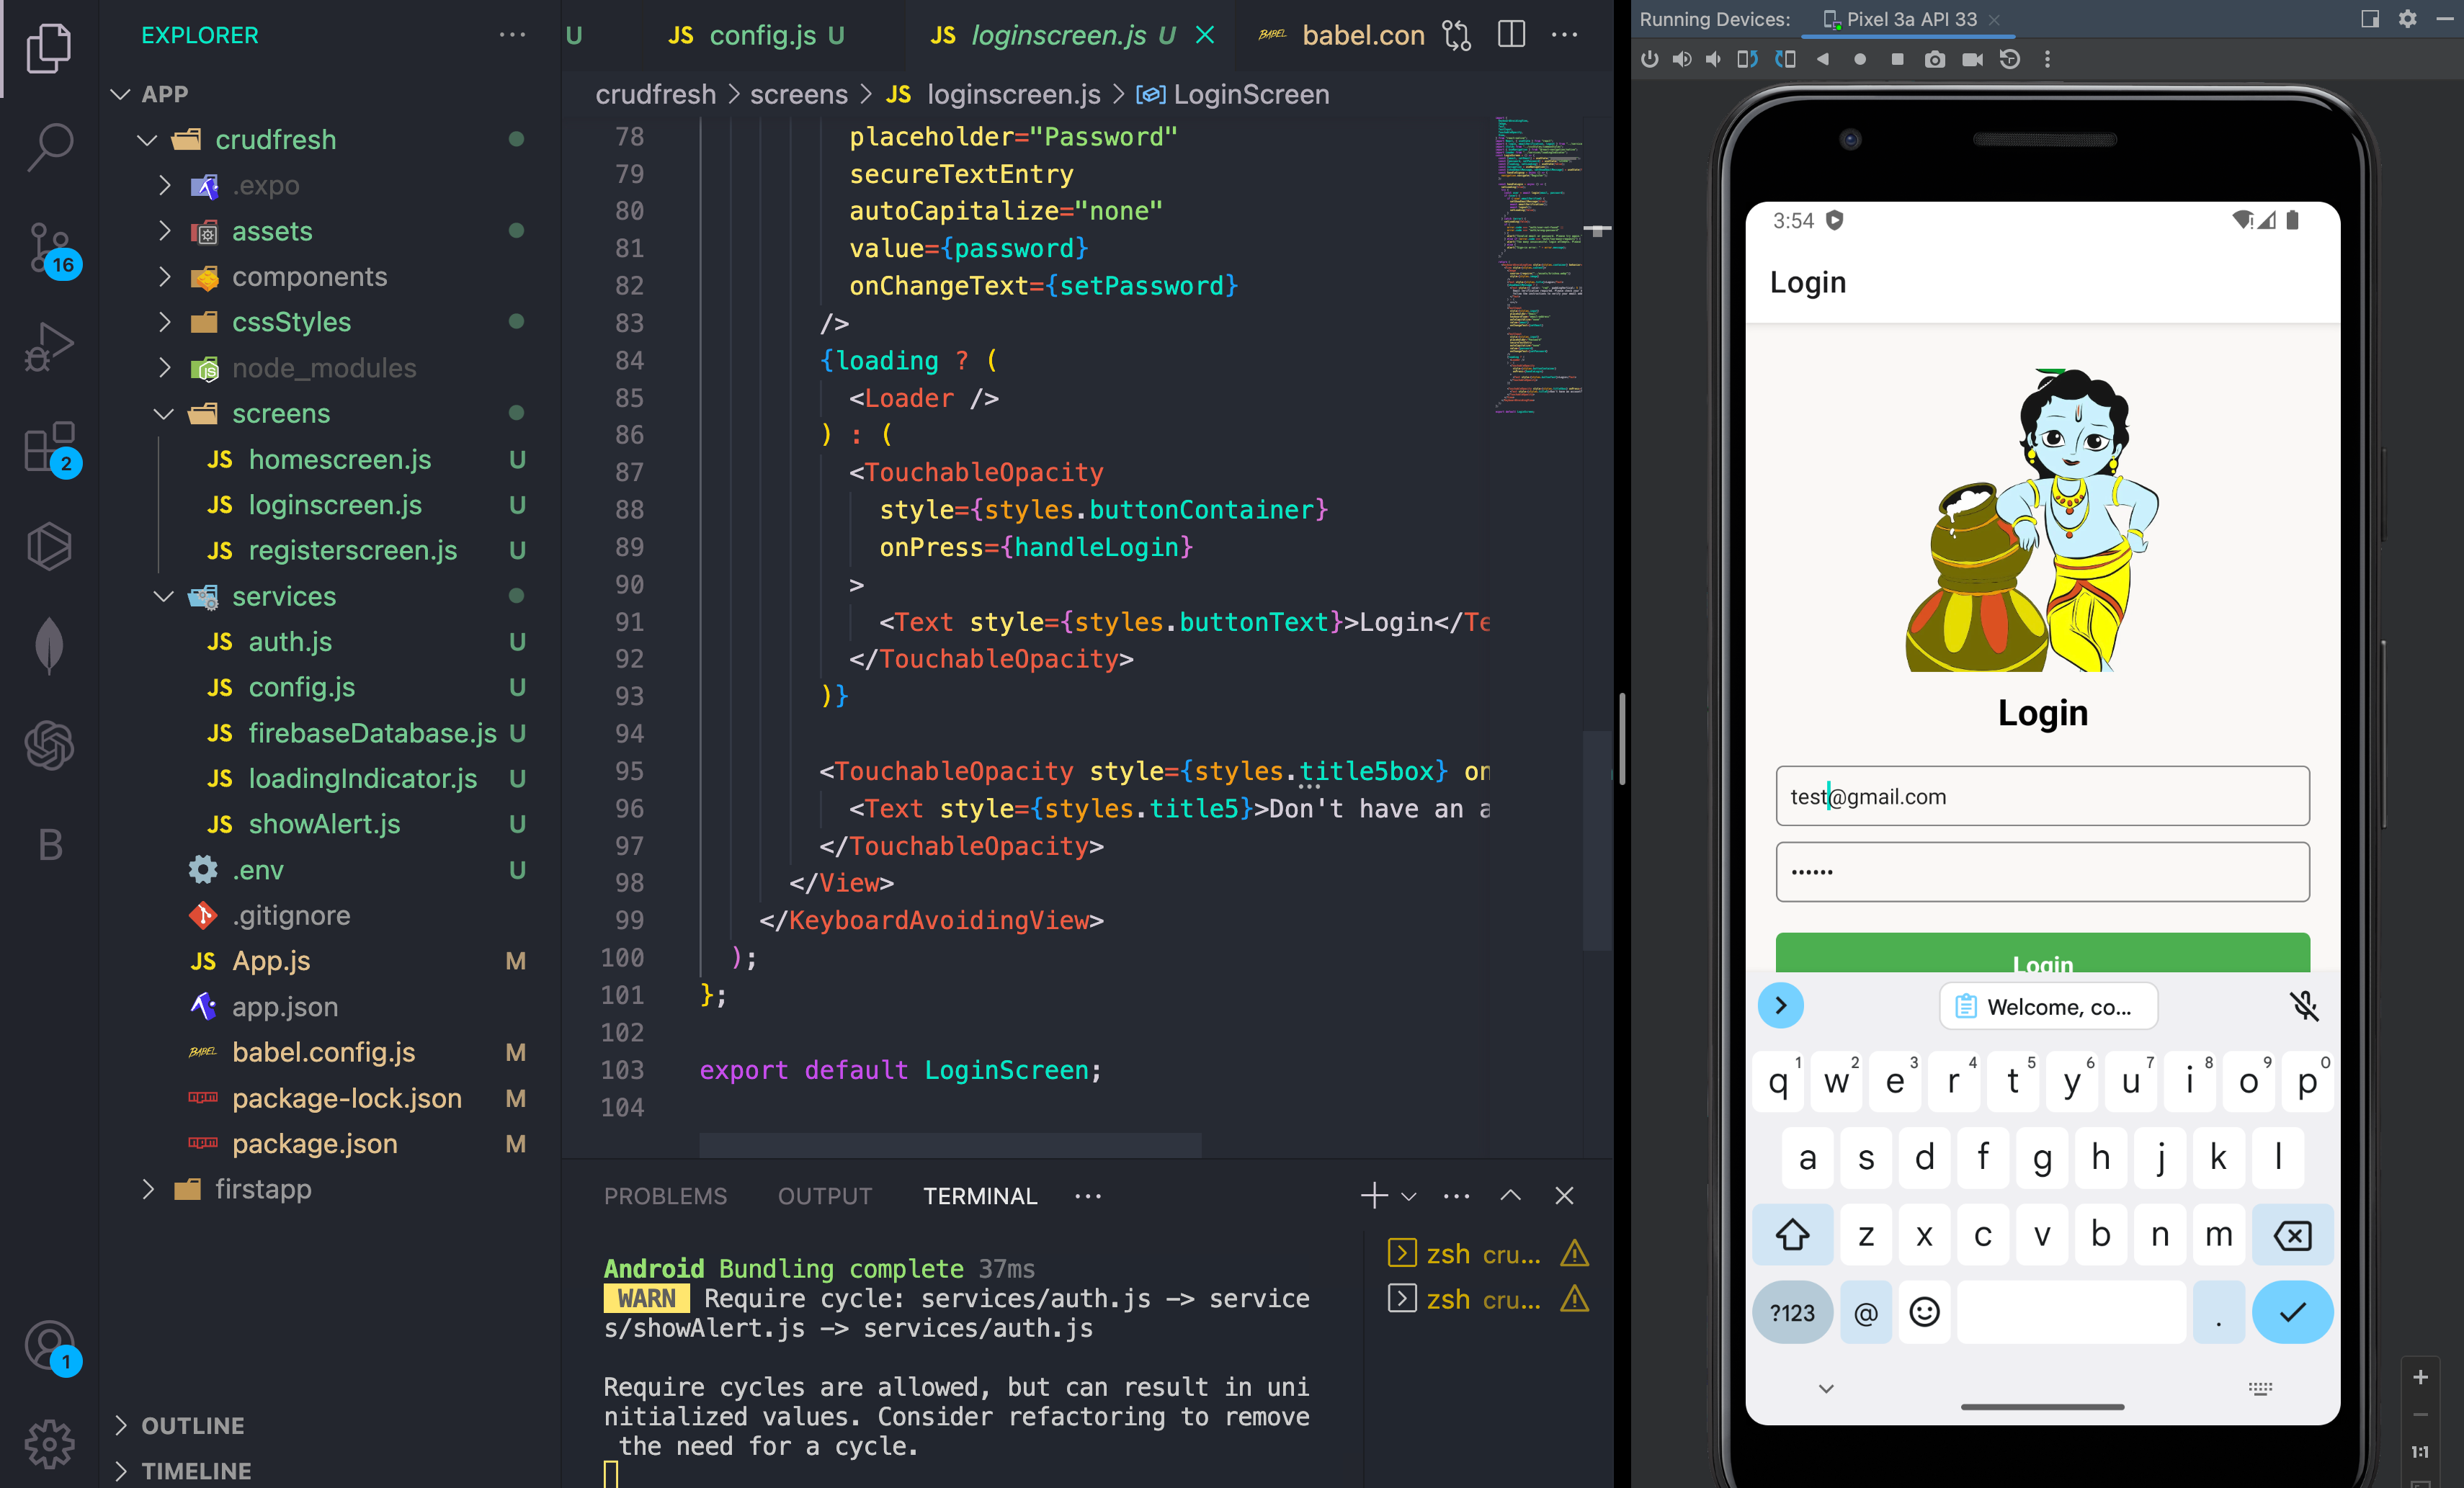 EXPLORER
APP
crudfresh
.expo
assets
components
cssStyles
node_modules
screens
JS homescreen.js U
JS loginscreen.js U
JS registerscreen.js U
services
JS auth.js U
JS config.js U
JS firebaseDatabase.js U
JS loadingIndicator.js U
JS showAlert.js U
.env U
.gitignore
JS App.js M
app.json
BABEL babel.config.js M
package-lock.json M
package.json M
firstapp
OUTLINE
TIMELINE
16
2
B
1
U JS config.js U JS loginscreen.js U BABEL babel.con
crudfresh > screens > JS loginscreen.js > LoginScreen
78 placeholder="Password"
79 secureTextEntry
80 autoCapitalize="none"
81 value={password}
82 onChangeText={setPassword}
83 />
84 {loading ? (
85 <Loader />
86 ) : (
87 <TouchableOpacity
88 style={styles.buttonContainer}
89 onPress={handleLogin}
90 >
91 <Text style={styles.buttonText}>Login</Te
92 </TouchableOpacity>
93 )}
94
95 <TouchableOpacity style={styles.title5box} on
96 <Text style={styles.title5}>Don't have an a
97 </TouchableOpacity>
98 </View>
99 </KeyboardAvoidingView>
100 );
101 };
102
103 export default LoginScreen;
104
PROBLEMS OUTPUT TERMINAL
Android Bundling complete 37ms
WARN Require cycle: services/auth.js -> service
s/showAlert.js -> services/auth.js
Require cycles are allowed, but can result in uni
nitialized values. Consider refactoring to remove
the need for a cycle.
zsh cru...
zsh cru...
Running Devices: Pixel 3a API 33
3:54
Login
Login
test@gmail.com
••••••
Login
Welcome, co...
q1 w2 e3 r4 t5 y6 u7 i8 o9 p0
a s d f g h j k l
z x c v b n m
?123 @ .
1:1